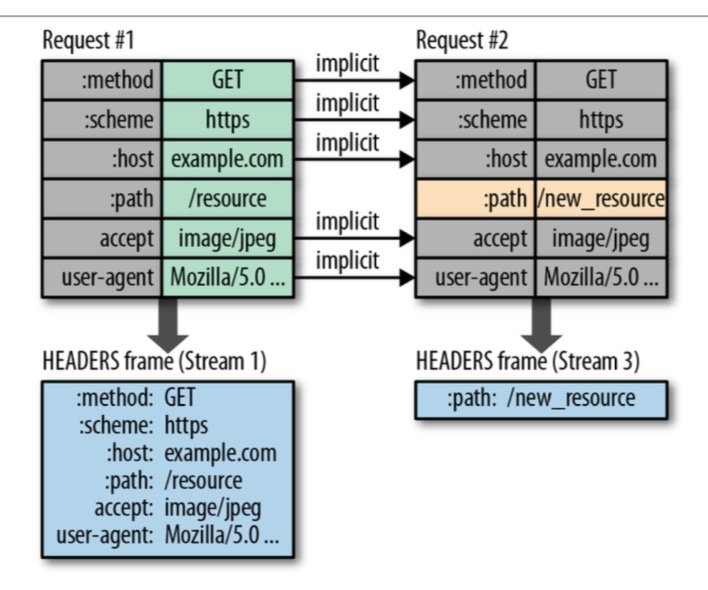 Request #1
:method GET
:scheme https
:host example.com
:path /resource
accept image/jpeg
user-agent Mozilla/5.0 ...
implicit
implicit
implicit
implicit
implicit
Request #2
:method GET
:scheme https
:host example.com
:path /new_resource
accept image/jpeg
user-agent Mozilla/5.0 ...
HEADERS frame (Stream 1)
:method: GET
:scheme: https
:host: example.com
:path: /resource
accept: image/jpeg
user-agent: Mozilla/5.0 ...
HEADERS frame (Stream 3)
:path: /new_resource